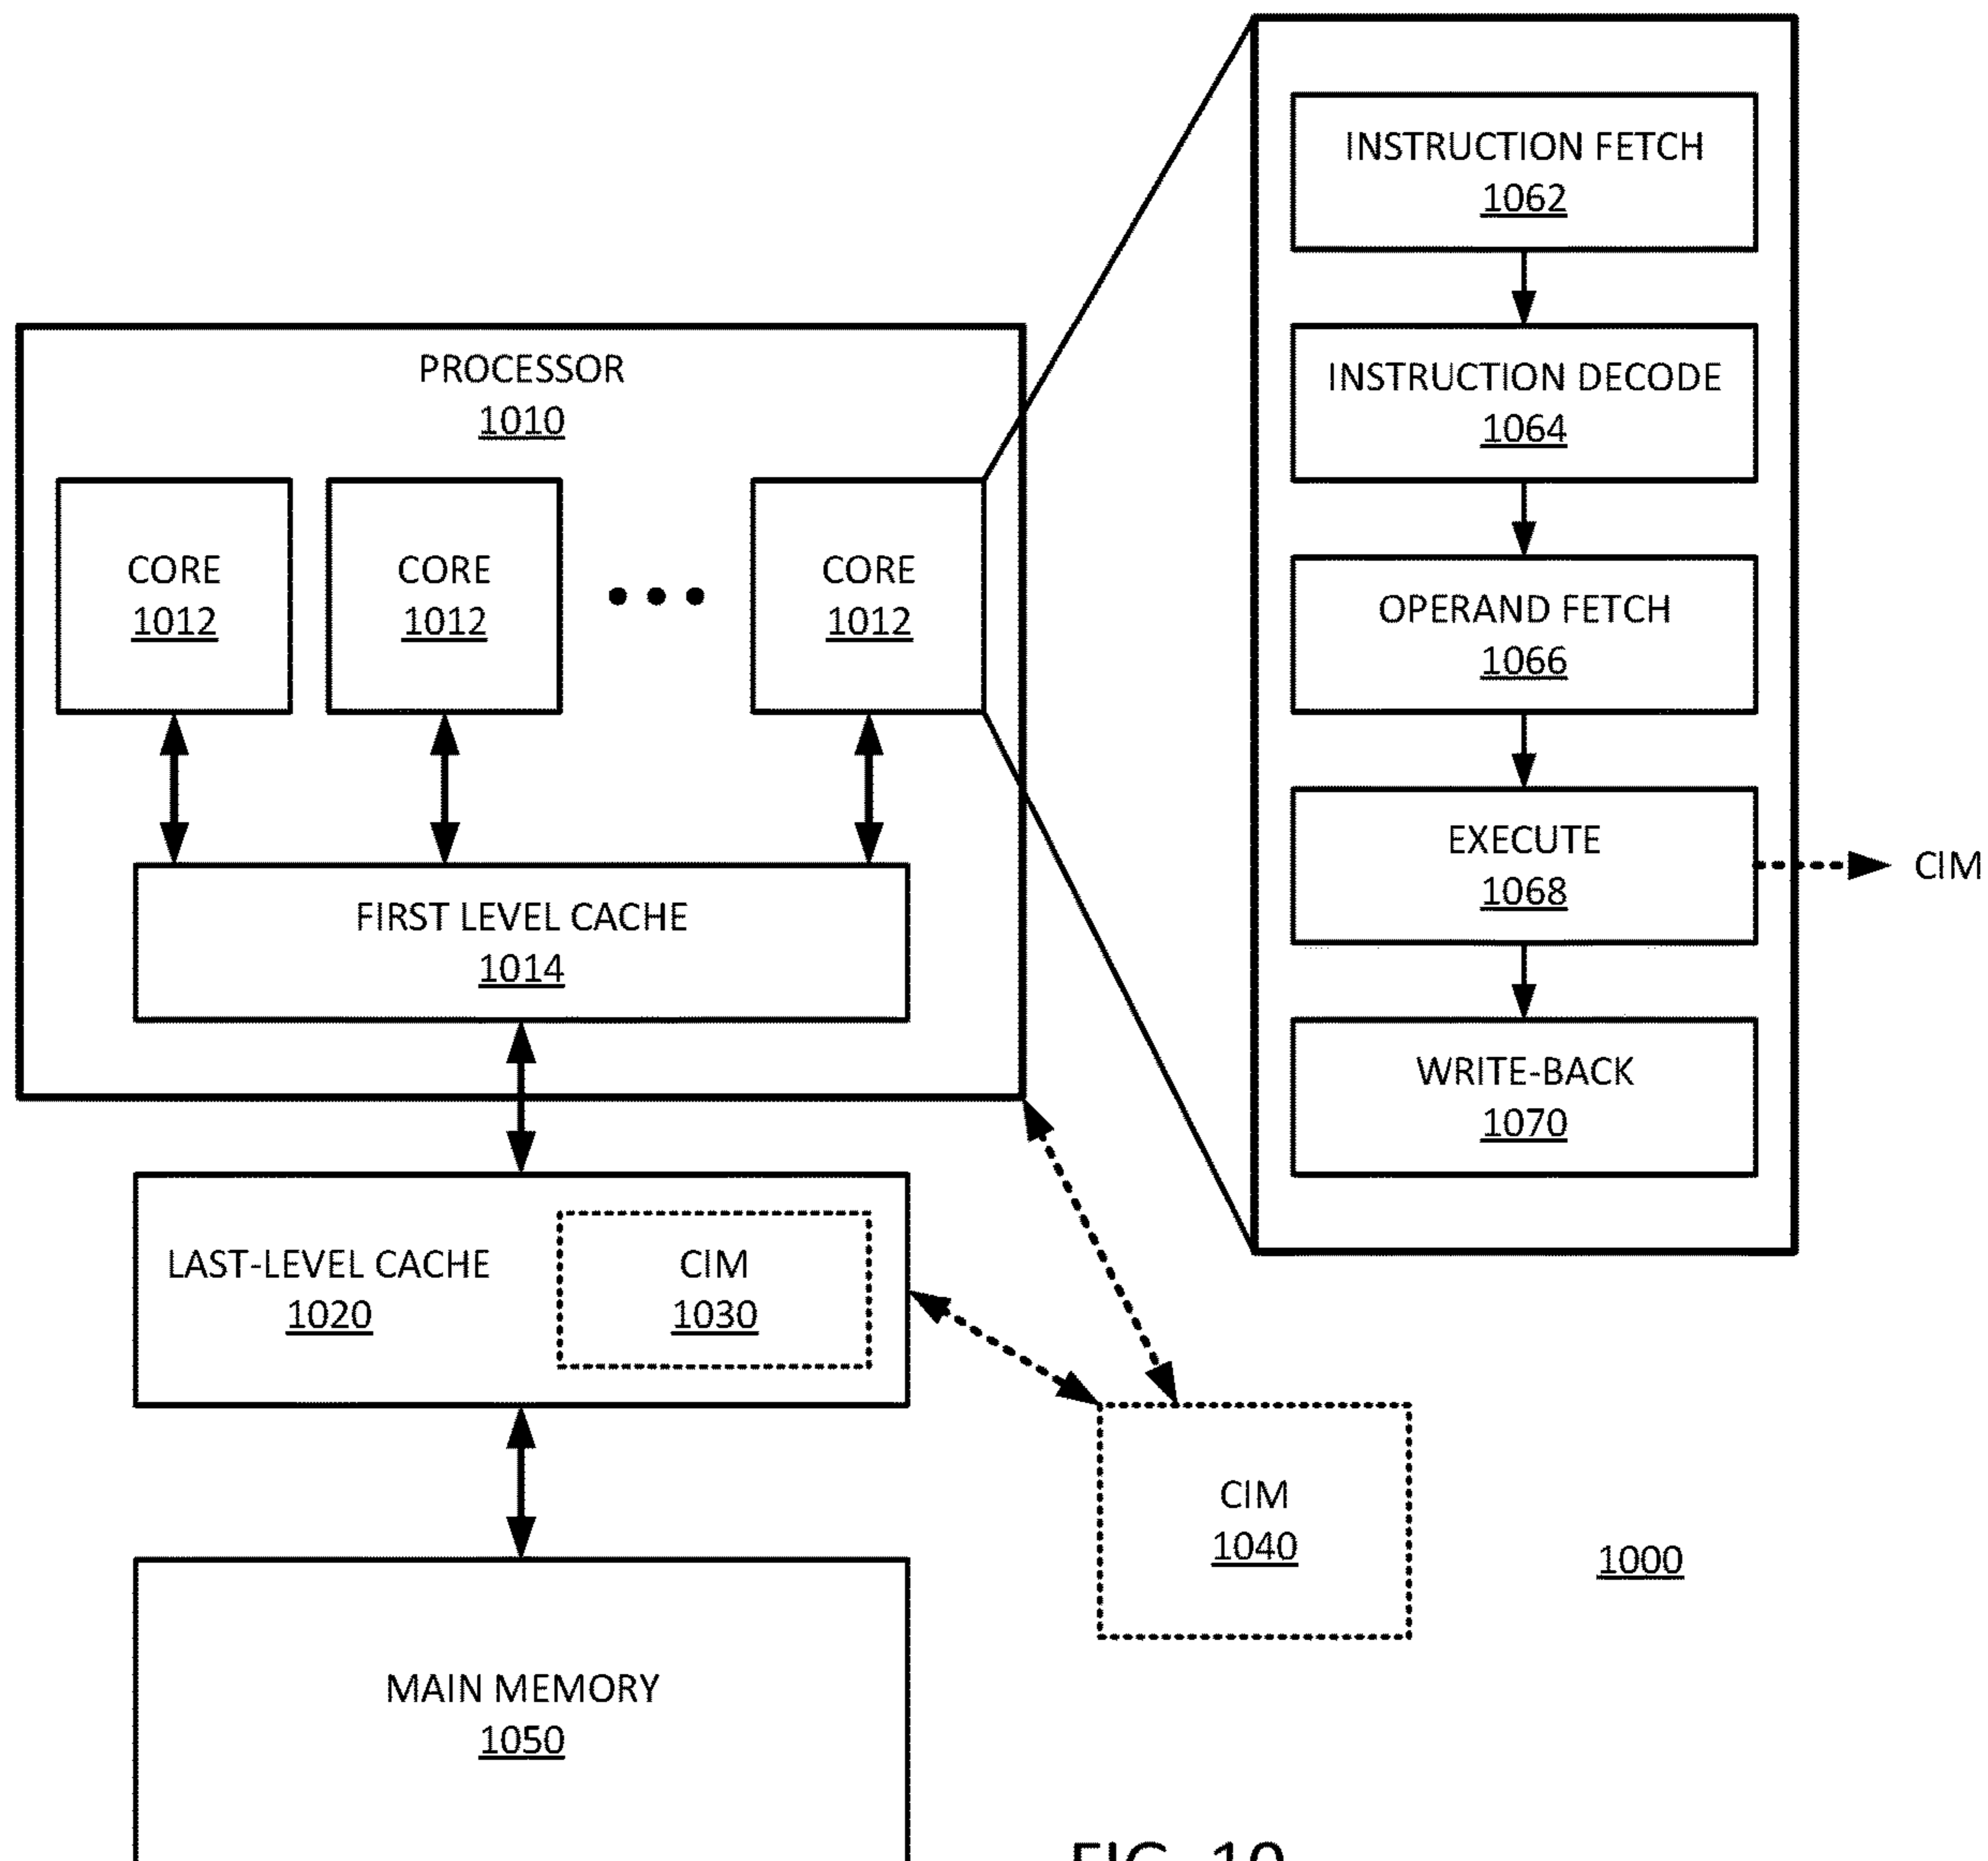 INSTRUCTION FETCH
1062
INSTRUCTION DECODE
1064
OPERAND FETCH
1066
EXECUTE
1068
CIM
WRITE-BACK
1070
PROCESSOR
1010
CORE
1012
CORE
1012
CORE
1012
FIRST LEVEL CACHE
1014
LAST-LEVEL CACHE
1020
CIM
1030
CIM
1040
1000
MAIN MEMORY
1050
FIG. 10